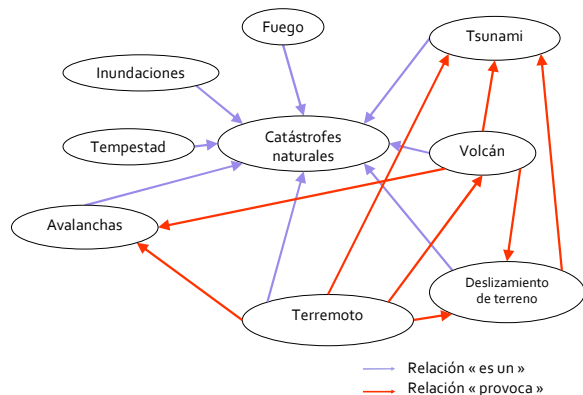 Fuego
Tsunami
Inundaciones
Catástrofes
naturales
Tempestad
Volcán
Avalanchas
Deslizamiento
de terreno
Terremoto
Relación « es un »
Relación « provoca »